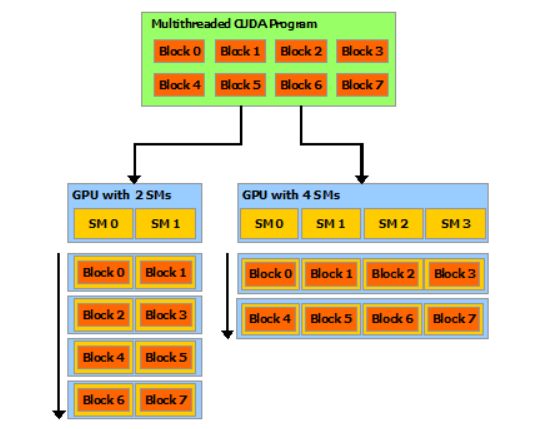 Multithreaded CUDA Program
Block 0 Block 1 Block 2 Block 3
Block 4 Block 5 Block 6 Block 7
GPU with 2 SMs
SM 0 SM 1
Block 0 Block 1
Block 2 Block 3
Block 4 Block 5
Block 6 Block 7
GPU with 4 SMs
SM 0 SM 1 SM 2 SM 3
Block 0 Block 1 Block 2 Block 3
Block 4 Block 5 Block 6 Block 7